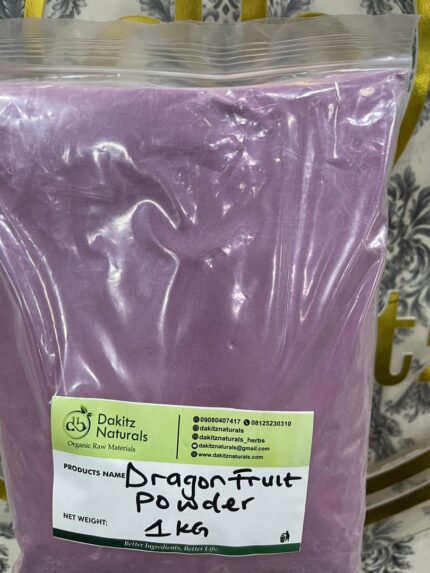 Dakitz
Naturals
Organic Raw Materials
09080407417 08125230310
dakitznaturals
dakitznaturals_herbs
dakitznaturals@gmail.com
www.dakitznaturals.com
PRODUCTS NAME Dragon Fruit
Powder
NET WEIGHT: 1KG
Better Ingredients, Better Life.